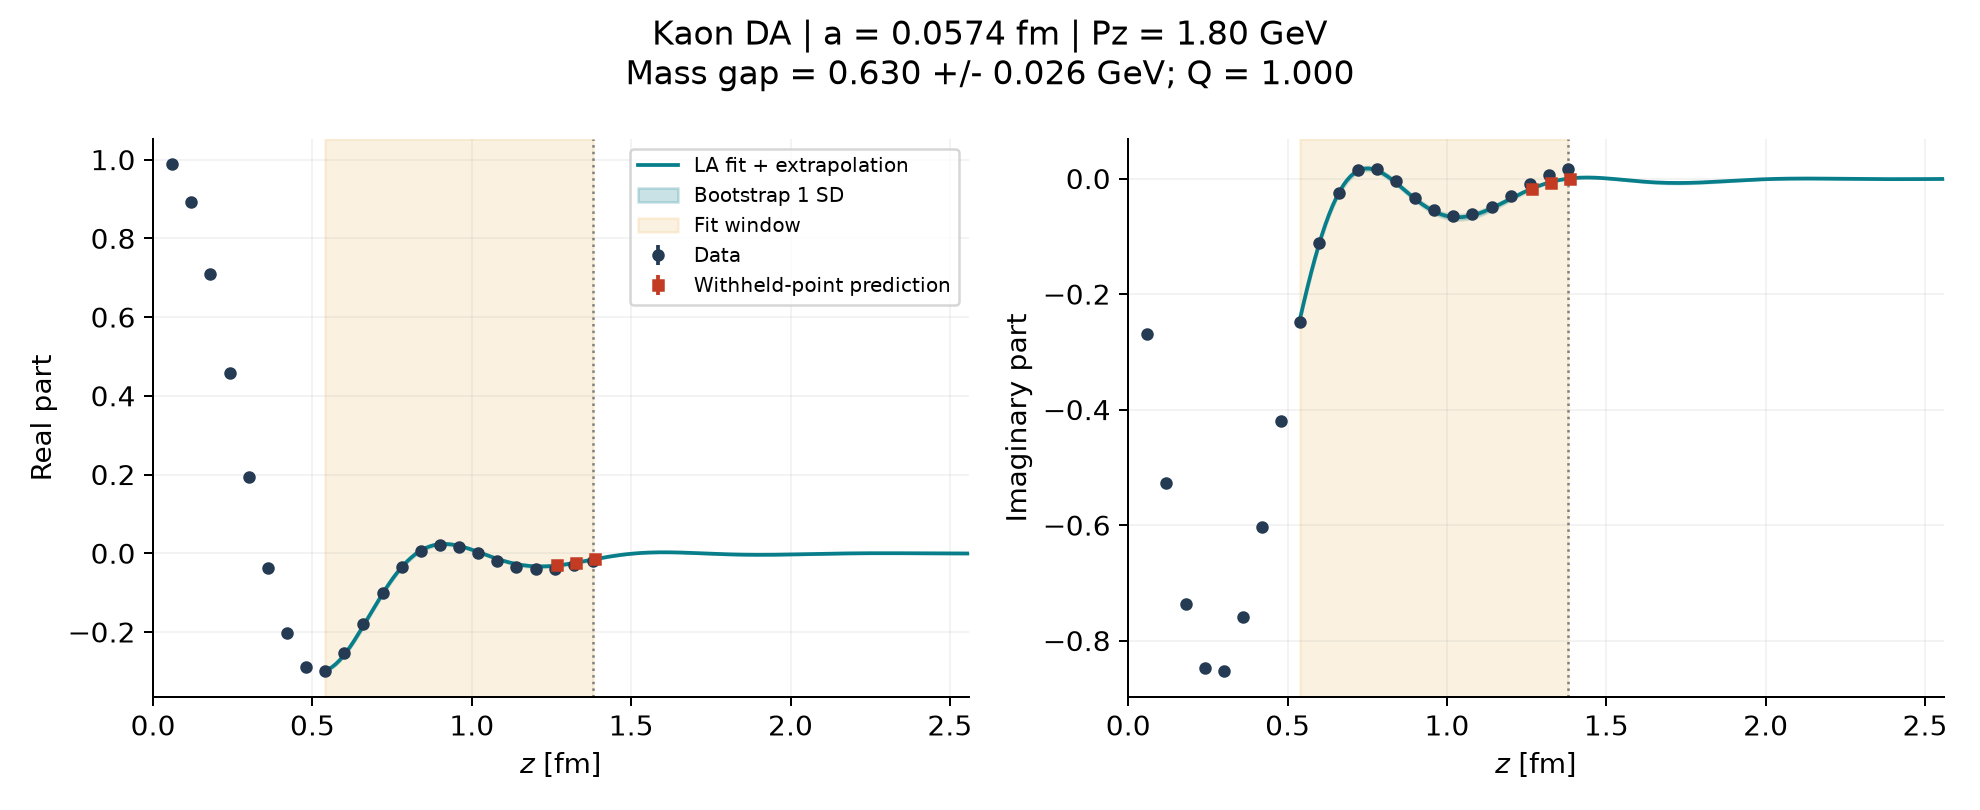 Kaon DA | a = 0.0574 fm | Pz = 1.80 GeV
Mass gap = 0.630 +/- 0.026 GeV; Q = 1.000
Real part
1.0
0.8
0.6
0.4
0.2
0.0
−0.2
LA fit + extrapolation
Bootstrap 1 SD
Fit window
Data
Withheld-point prediction
0.0 0.5 1.0 1.5 2.0 2.5
z [fm]
Imaginary part
0.0
−0.2
−0.4
−0.6
−0.8
0.0 0.5 1.0 1.5 2.0 2.5
z [fm]